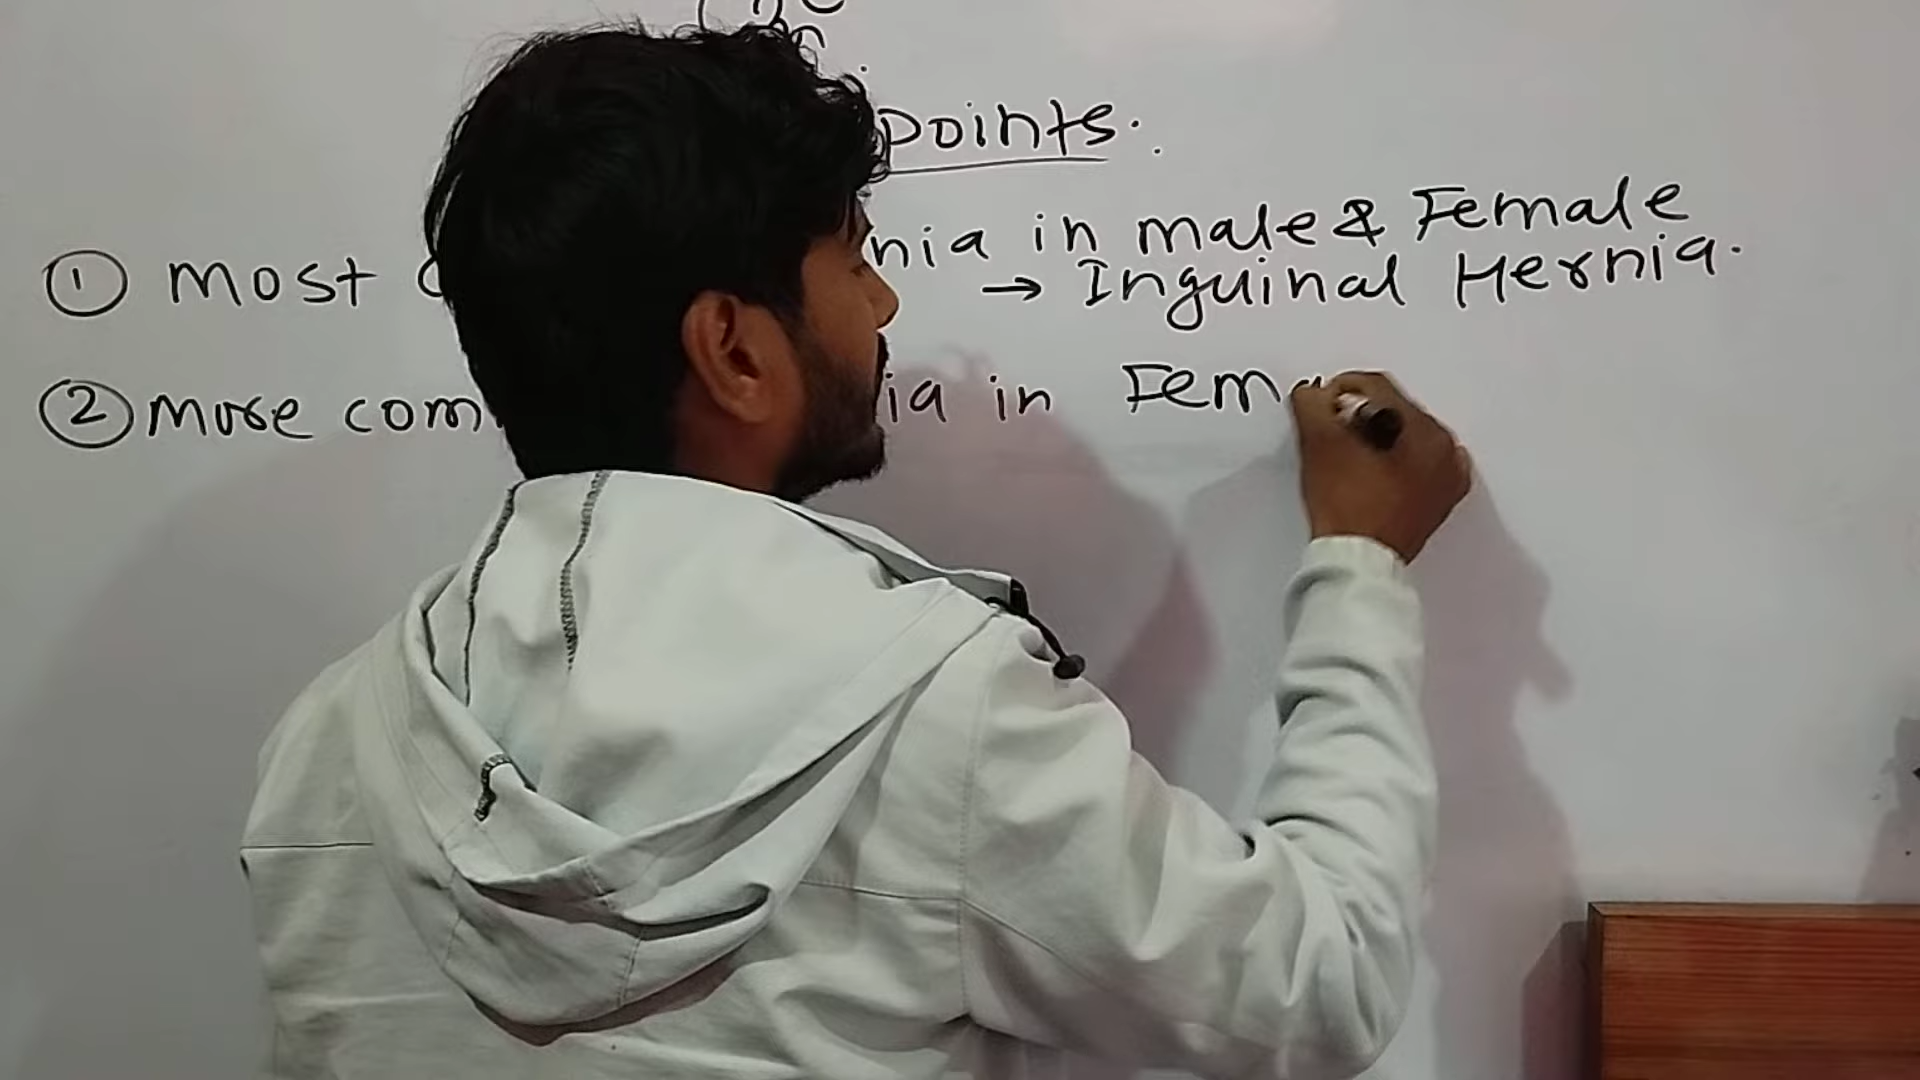 points.
① most nia in male & Female
→ Inguinal Hernia.
② more com ia in Fem